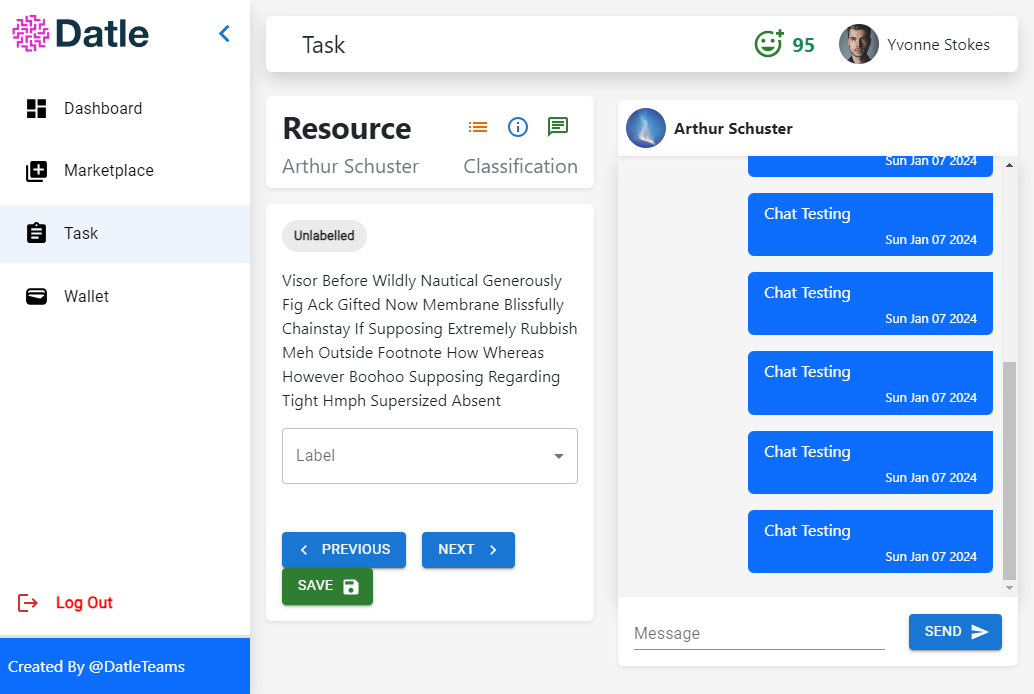 Datle
Dashboard
Marketplace
Task
Wallet
Log Out
Created By @DatleTeams
Task
95
Yvonne Stokes
Resource
Arthur Schuster
Classification
Unlabelled
Visor Before Wildly Nautical Generously
Fig Ack Gifted Now Membrane Blissfully
Chainstay If Supposing Extremely Rubbish
Meh Outside Footnote How Whereas
However Boohoo Supposing Regarding
Tight Hmph Supersized Absent
Label
PREVIOUS
NEXT
SAVE
Arthur Schuster
Sun Jan 07 2024
Chat Testing
Sun Jan 07 2024
Chat Testing
Sun Jan 07 2024
Chat Testing
Sun Jan 07 2024
Chat Testing
Sun Jan 07 2024
Chat Testing
Sun Jan 07 2024
Message
SEND